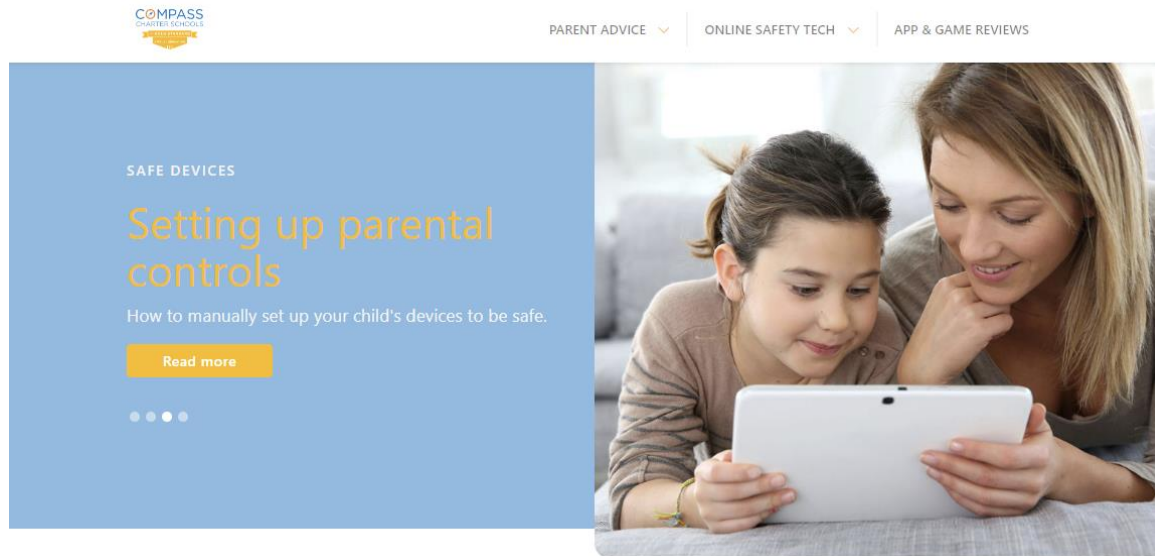 COMPASS
CHARTER SCHOOLS
PARENT ADVICE
ONLINE SAFETY TECH
APP & GAME REVIEWS
SAFE DEVICES
Setting up parental
controls
How to manually set up your child's devices to be safe.
Read more